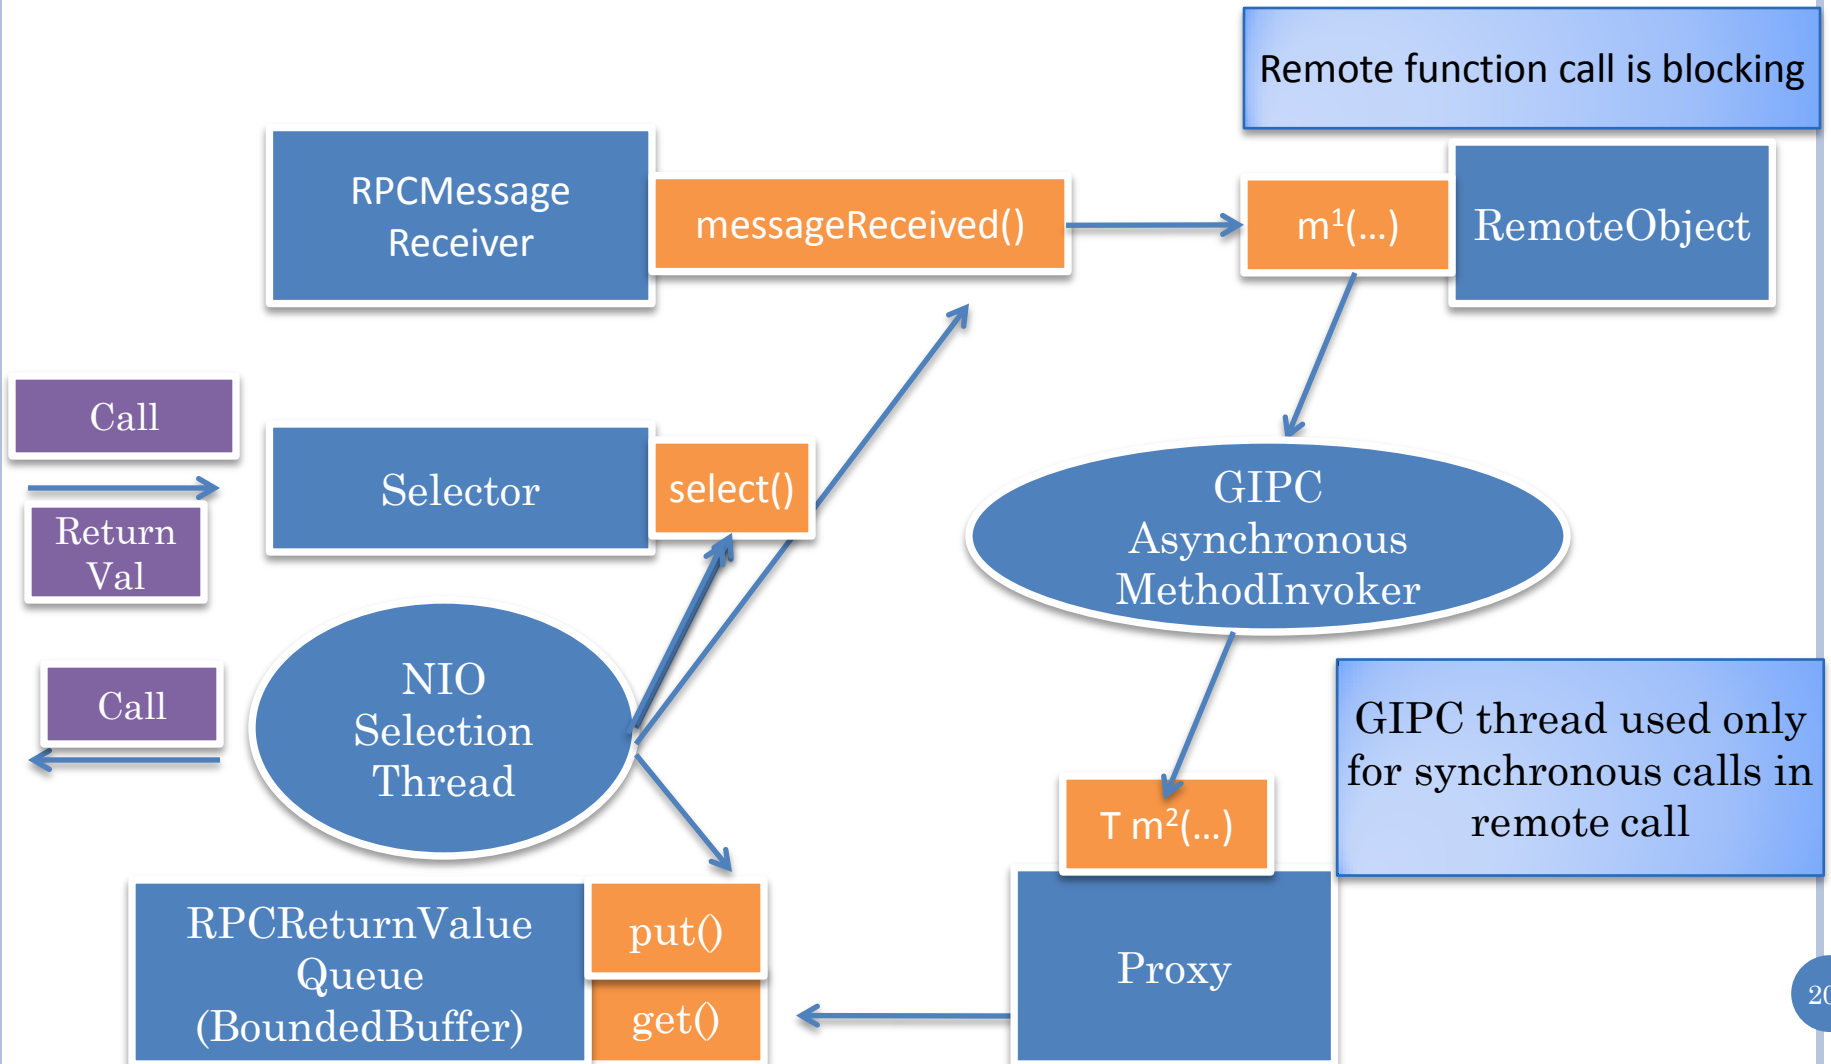 Remote function call is blocking
RPCMessage
Receiver
messageReceived()
m¹(...)
RemoteObject
Call
Return
Val
Selector
select()
GIPC
Asynchronous
MethodInvoker
Call
NIO
Selection
Thread
GIPC thread used only
for synchronous calls in
remote call
T m²(...)
Proxy
RPCReturnValue
Queue
(BoundedBuffer)
put()
get()
20